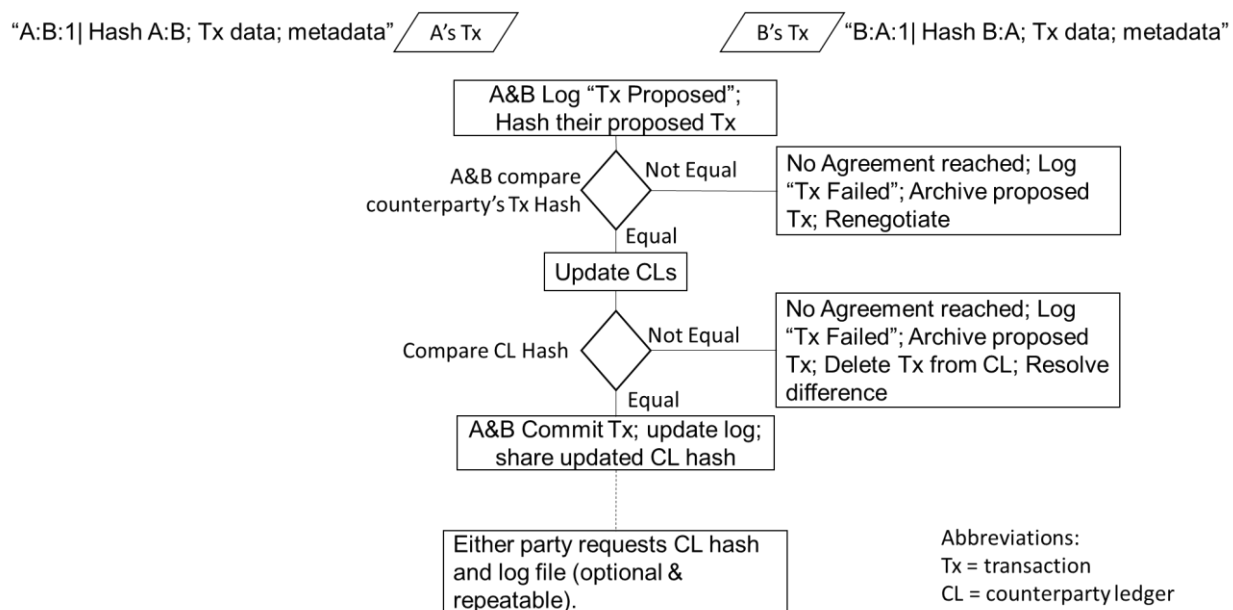 “A:B:1| Hash A:B; Tx data; metadata”
A’s Tx
B’s Tx
“B:A:1| Hash B:A; Tx data; metadata”
A&B Log “Tx Proposed”;
Hash their proposed Tx
A&B compare
counterparty’s Tx Hash
Not Equal
No Agreement reached; Log
“Tx Failed”; Archive proposed
Tx; Renegotiate
Equal
Update CLs
Compare CL Hash
Not Equal
No Agreement reached; Log
“Tx Failed”; Archive proposed
Tx; Delete Tx from CL; Resolve
difference
Equal
A&B Commit Tx; update log;
share updated CL hash
Either party requests CL hash
and log file (optional &
repeatable).
Abbreviations:
Tx = transaction
CL = counterparty ledger